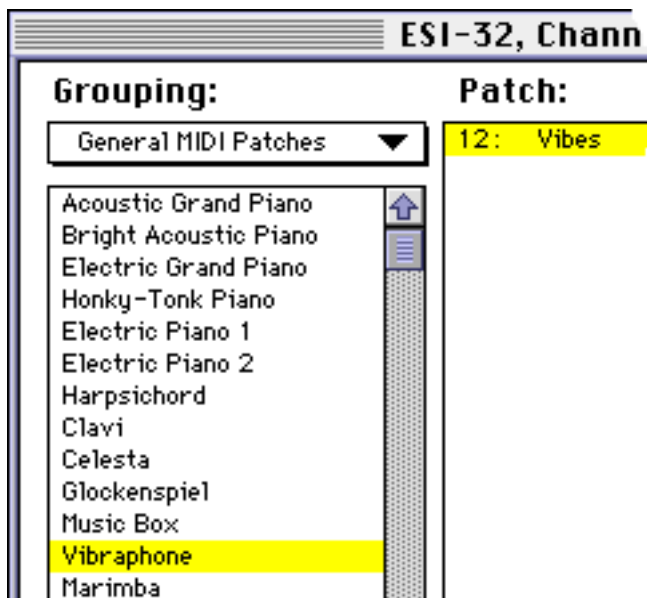 ESI-32, Chann
Grouping:
General MIDI Patches
Acoustic Grand Piano
Bright Acoustic Piano
Electric Grand Piano
Honky-Tonk Piano
Electric Piano 1
Electric Piano 2
Harpsichord
Clavi
Celesta
Glockenspiel
Music Box
Vibraphone
Marimba
Patch:
12: Vibes